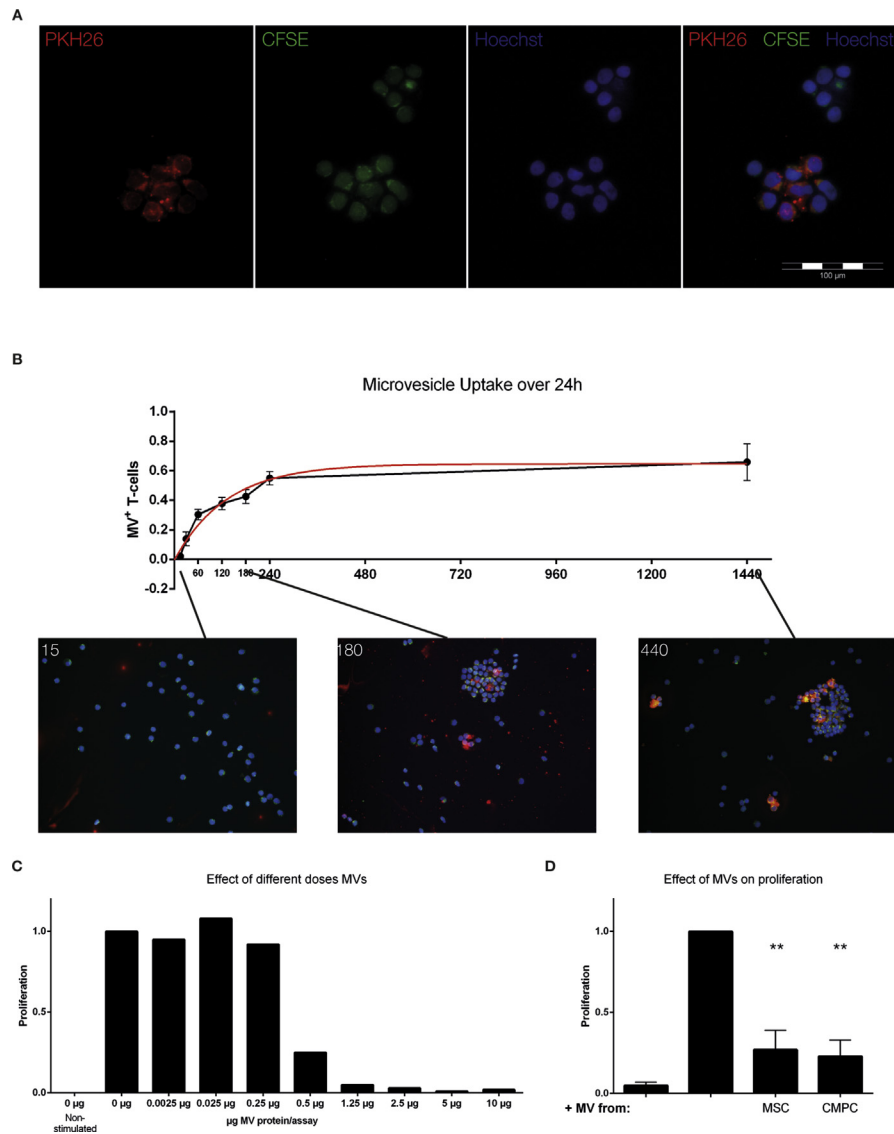 A
PKH26 CFSE Hoechst PKH26 CFSE Hoechst
100 µm
B
Microvesicle Uptake over 24h
MV+ T-cells
1.0
0.8
0.6
0.4
0.2
0.0
-0.2
60 120 180 240 480 720 960 1200 1440
15 180 440
C
Effect of different doses MVs
Proliferation
1.0
0.5
0.0
0 µg 0 µg 0.0025 µg 0.025 µg 0.25 µg 0.5 µg 1.25 µg 2.5 µg 5 µg 10 µg
Non-
stimulated
µg MV protein/assay
D
Effect of MVs on proliferation
Proliferation
1.0
0.5
0.0
** **
+ MV from: MSC CMPC